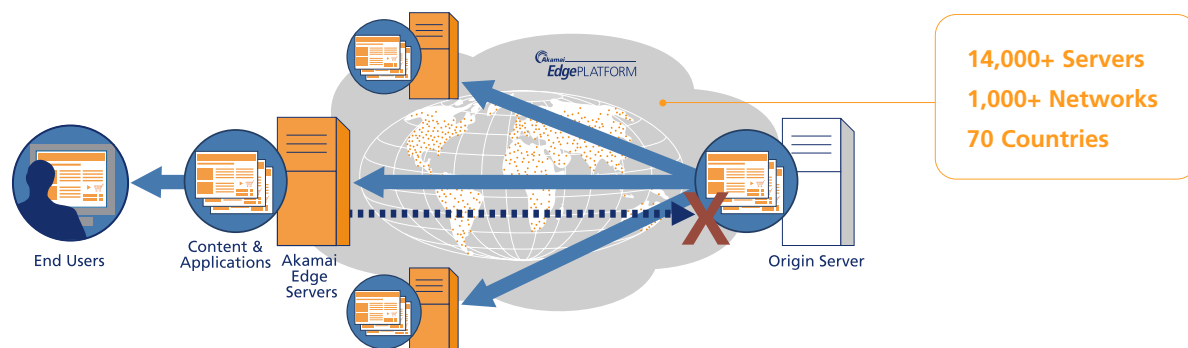 Akamai
EdgePLATFORM
14,000+ Servers
1,000+ Networks
70 Countries
End Users
Content &
Applications
Akamai
Edge
Servers
Origin Server
X